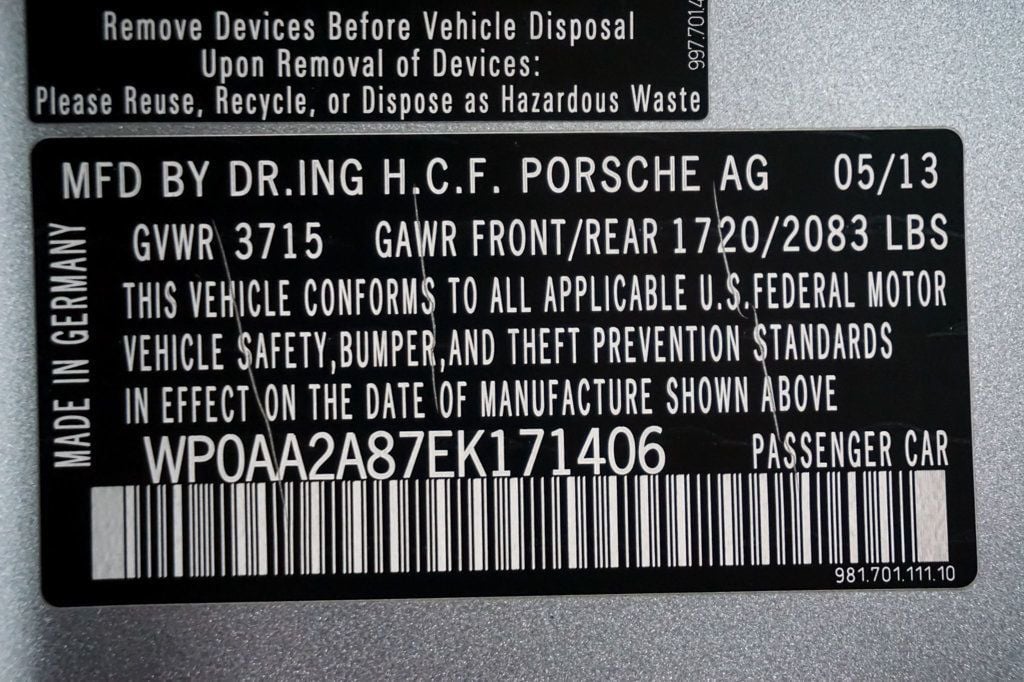 Remove Devices Before Vehicle Disposal
Upon Removal of Devices:
Please Reuse, Recycle, or Dispose as Hazardous Waste
997.701.4
MFD BY DR.ING H.C.F. PORSCHE AG 05/13
GVWR 3715 GAWR FRONT/REAR 1720/2083 LBS
THIS VEHICLE CONFORMS TO ALL APPLICABLE U.S.FEDERAL MOTOR
VEHICLE SAFETY,BUMPER,AND THEFT PREVENTION STANDARDS
IN EFFECT ON THE DATE OF MANUFACTURE SHOWN ABOVE
WP0AA2A87EK171406 PASSENGER CAR
MADE IN GERMANY
981.701.111.10